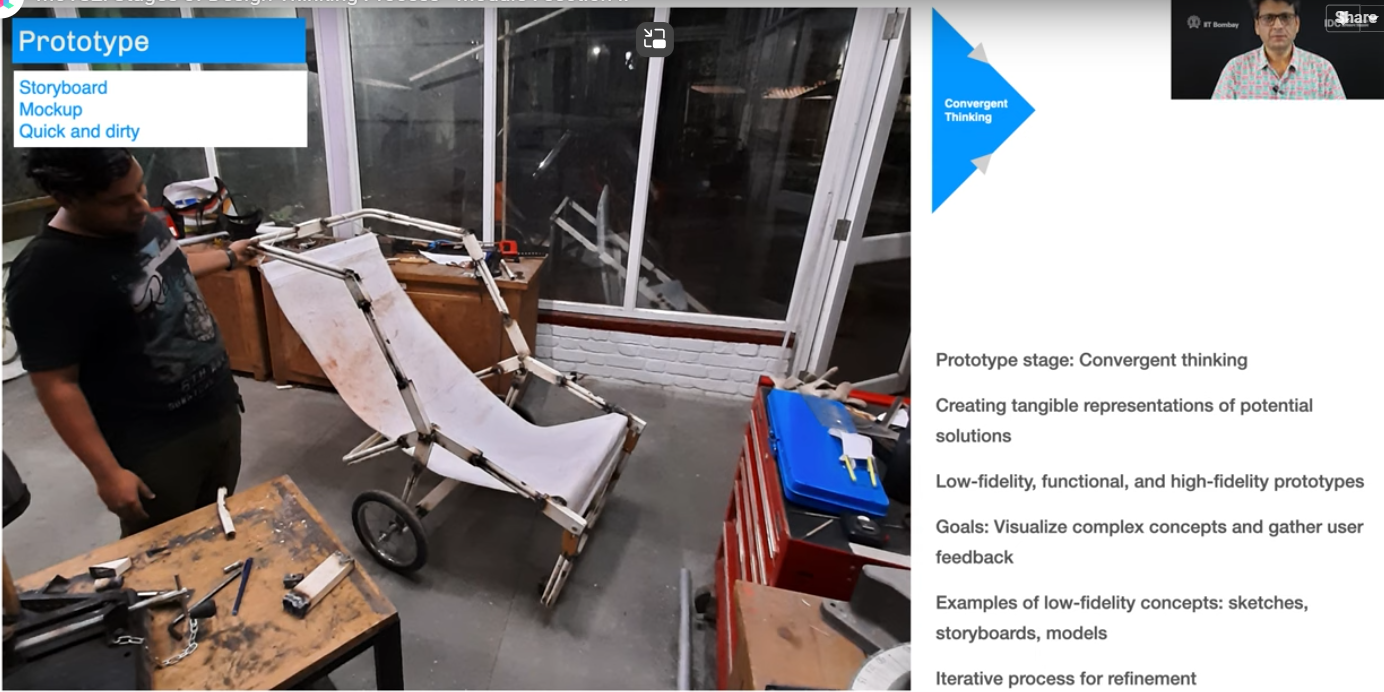 Prototype
Storyboard
Mockup
Quick and dirty
Convergent
Thinking
IIT Bombay
IDC
Share
Prototype stage: Convergent thinking
Creating tangible representations of potential
solutions
Low-fidelity, functional, and high-fidelity prototypes
Goals: Visualize complex concepts and gather user
feedback
Examples of low-fidelity concepts: sketches,
storyboards, models
Iterative process for refinement